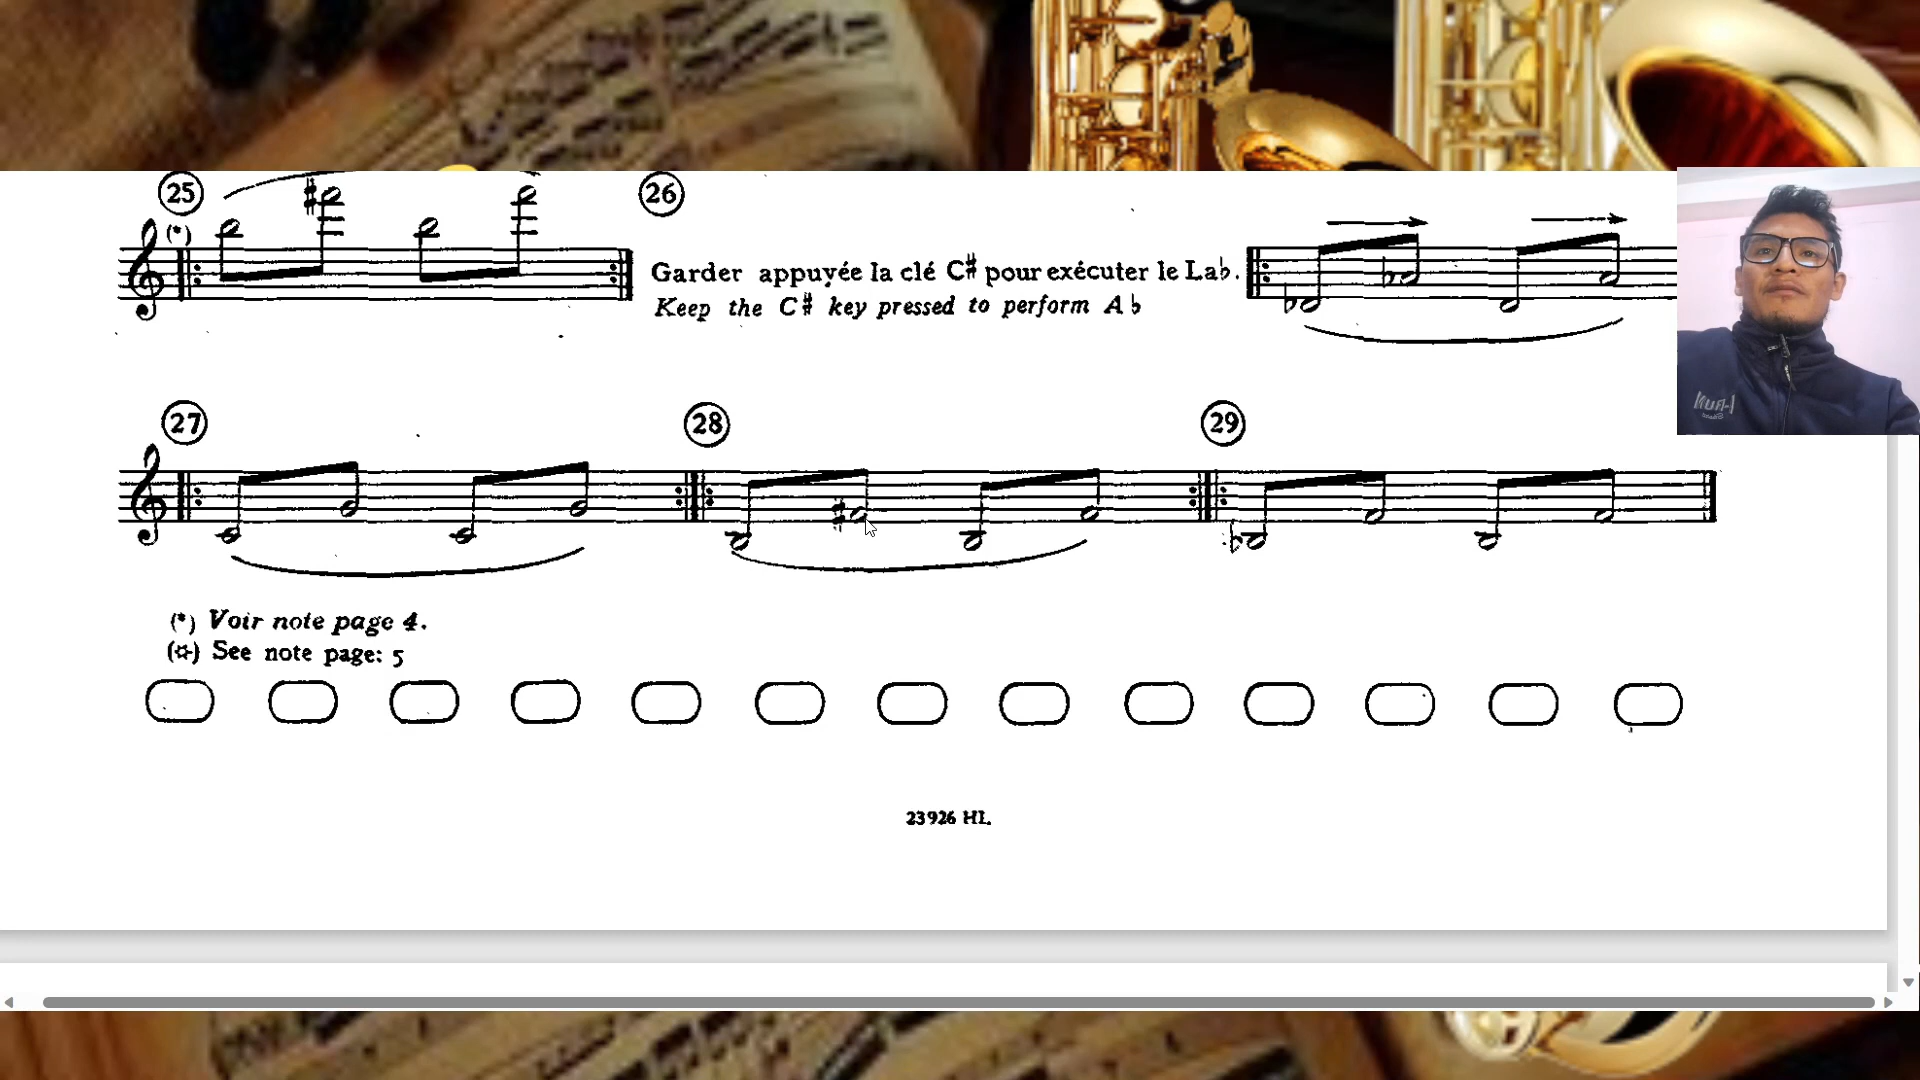 25
26
(*)
Garder appuyée la clé C# pour exécuter le La♭.
Keep the C# key pressed to perform A♭
27
28
29
(*) Voir note page 4.
(☆) See note page: 5
23926 HL.